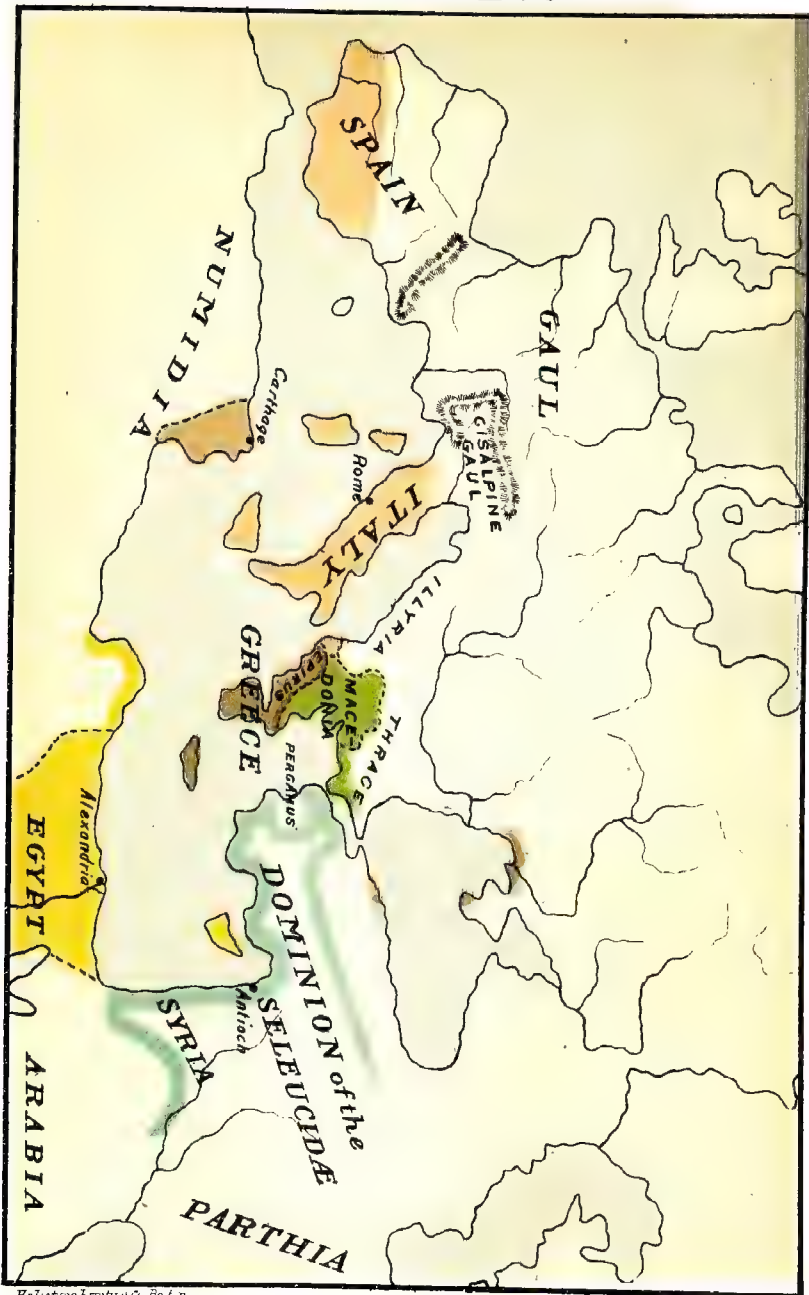 SPAIN
GAUL
CISALPINE
GAUL
NUMIDIA
Carthage
Rome
ITALY
ILLYRIA
EPIRUS
MACE-
DONIA
THRACE
GREECE
PERGAMUS
Alexandria
EGYPT
DOMINION of the
SELEUCIDÆ
Antioch
SYRIA
ARABIA
PARTHIA